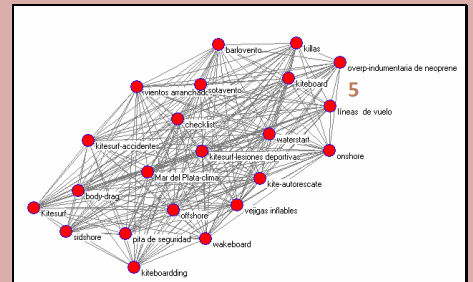 barlovento
killas
overp-indumentaria de neoprene
vientos arranchado
sotavento
kiteboard
5
líneas de vuelo
checklist
waterstart
kitesurf-accidentes
kitesurf-lesiones deportivas
onshore
Mar del Plata-clima
kite-autorescate
body-drag
Kitesurf
offshore
vejigas inflables
sidshore
pita de seguridad
wakeboard
kiteboardding